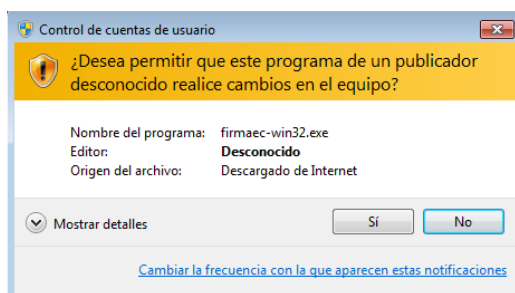 Control de cuentas de usuario
¿Desea permitir que este programa de un publicador
desconocido realice cambios en el equipo?
Nombre del programa: firmaec-win32.exe
Editor: Desconocido
Origen del archivo: Descargado de Internet
Mostrar detalles Sí No
Cambiar la frecuencia con la que aparecen estas notificaciones